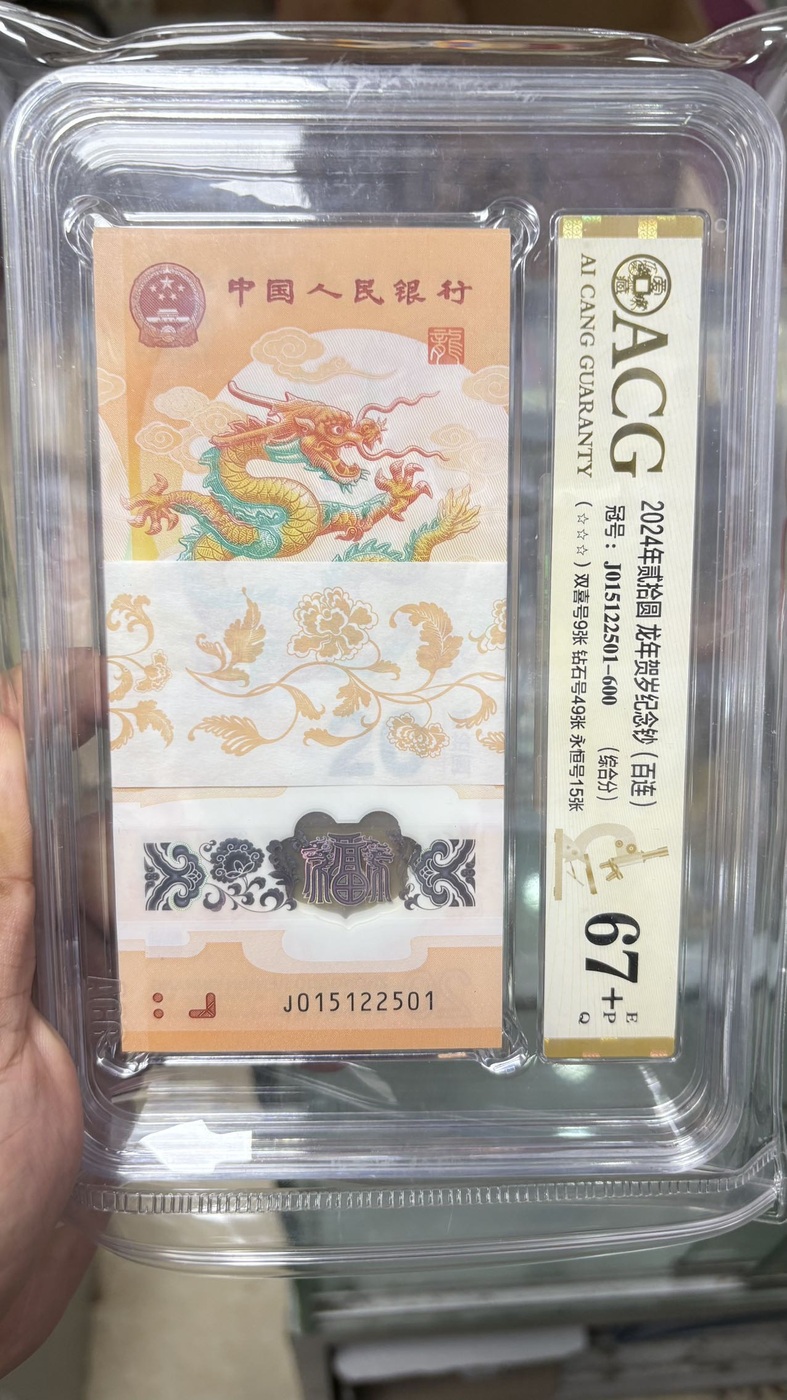 中国人民银行
龍
福
J015122501
ACG
AI CANG GUARANTY
2024年贰拾圆 龙年贺岁纪念钞（百连）
冠号：J015122501-600 （综合分）
（☆☆☆）双喜号9张 钻石号49张 永恒号15张
67+
E
P
Q